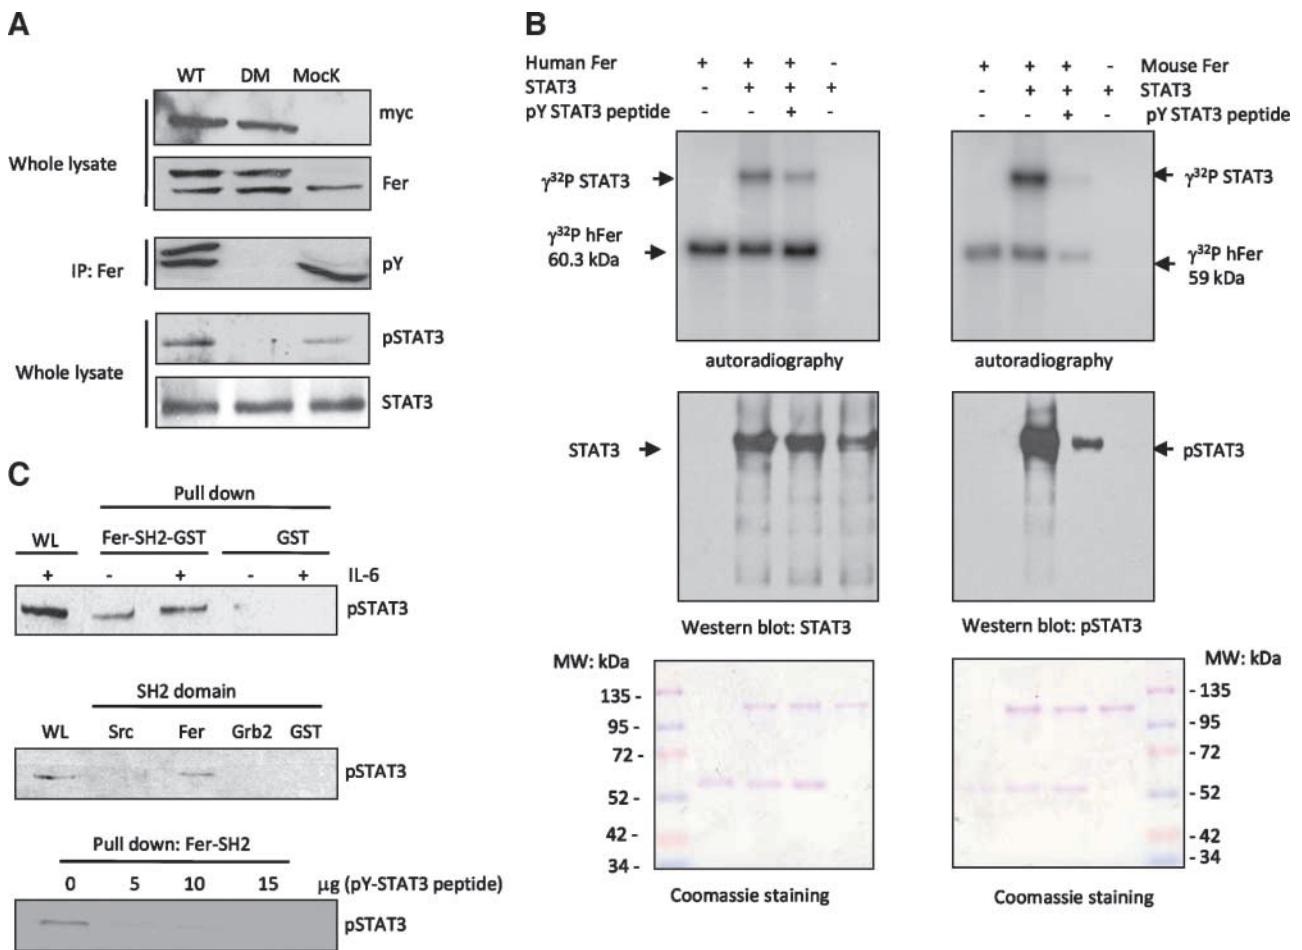 A
WT DM MocK
myc
Whole lysate
Fer
IP: Fer
pY
pSTAT3
Whole lysate
STAT3
B
Human Fer + + + -
STAT3 - + + +
pY STAT3 peptide - - + -
γ32P STAT3
γ32P hFer
60.3 kDa
autoradiography
STAT3
Western blot: STAT3
MW: kDa
135 -
95 -
72 -
52 -
42 -
34 -
Coomassie staining
+ + + - Mouse Fer
- + + + STAT3
- - + - pY STAT3 peptide
γ32P STAT3
γ32P hFer
59 kDa
autoradiography
pSTAT3
Western blot: pSTAT3
MW: kDa
- 135
- 95
- 72
- 52
- 42
- 34
Coomassie staining
C
Pull down
WL Fer-SH2-GST GST
+ - + - + IL-6
pSTAT3
SH2 domain
WL Src Fer Grb2 GST
pSTAT3
Pull down: Fer-SH2
0 5 10 15 μg (pY-STAT3 peptide)
pSTAT3